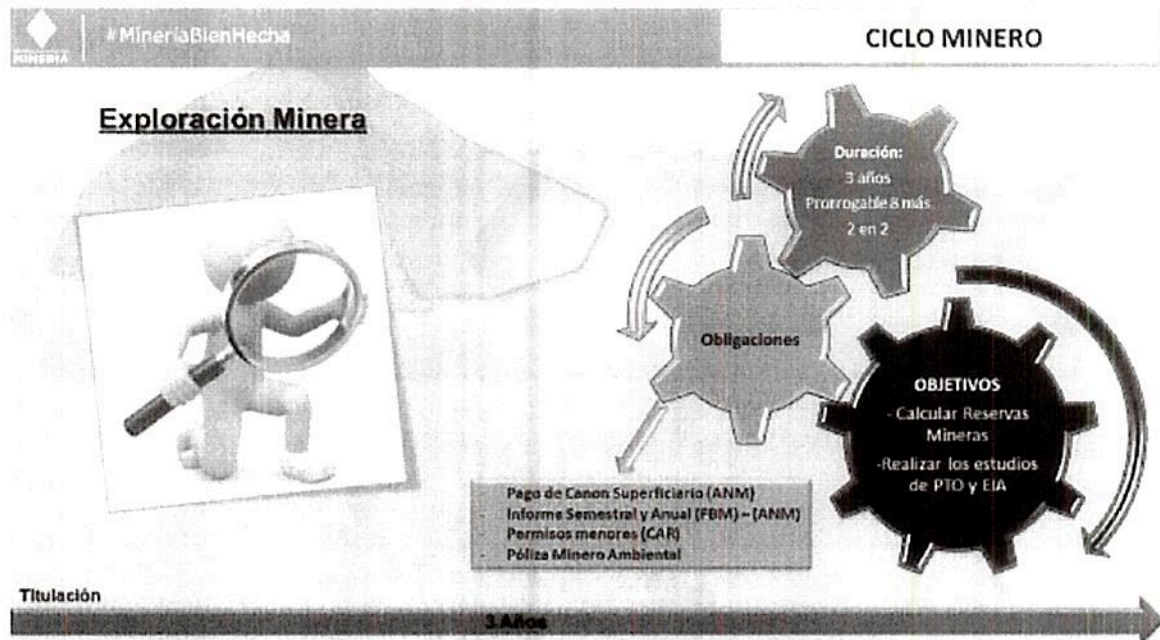 MINERÍA
#MineríaBienHecha
CICLO MINERO
Exploración Minera
Duración:
3 años
Prorrogable 8 más
2 en 2
Obligaciones
OBJETIVOS
- Calcular Reservas
Mineras
-Realizar los estudios
de PTO y EIA
- Pago de Canon Superficiario (ANM)
- Informe Semestral y Anual (FBM) – (ANM)
- Permisos menores (CAR)
- Póliza Minero Ambiental
Titulación
3 Años